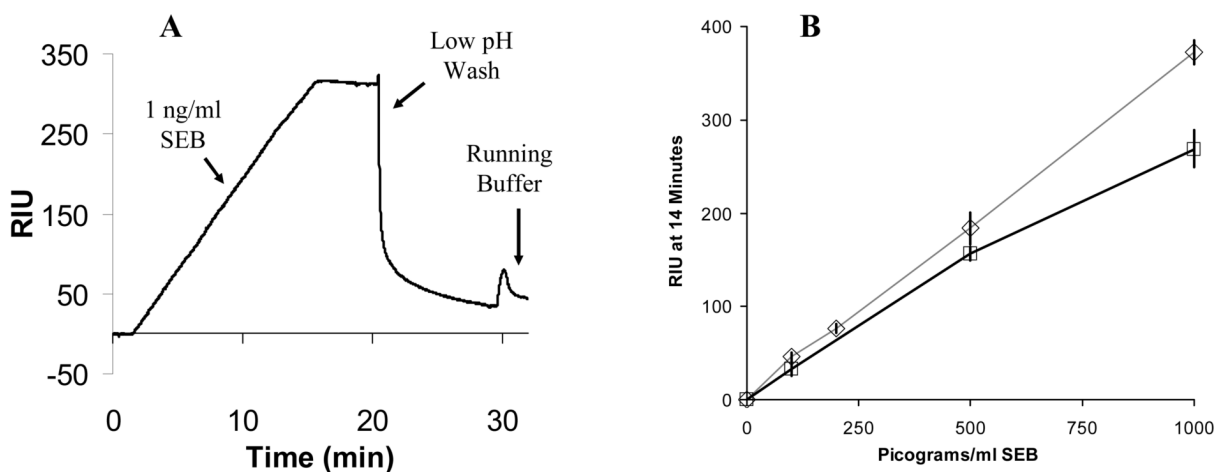 A
350
250
150
50
-50
RIU
1 ng/ml
SEB
Low pH
Wash
Running
Buffer
0
10
20
30
Time (min)
B
400
300
200
100
0
RIU at 14 Minutes
0
250
500
750
1000
Picograms/ml SEB